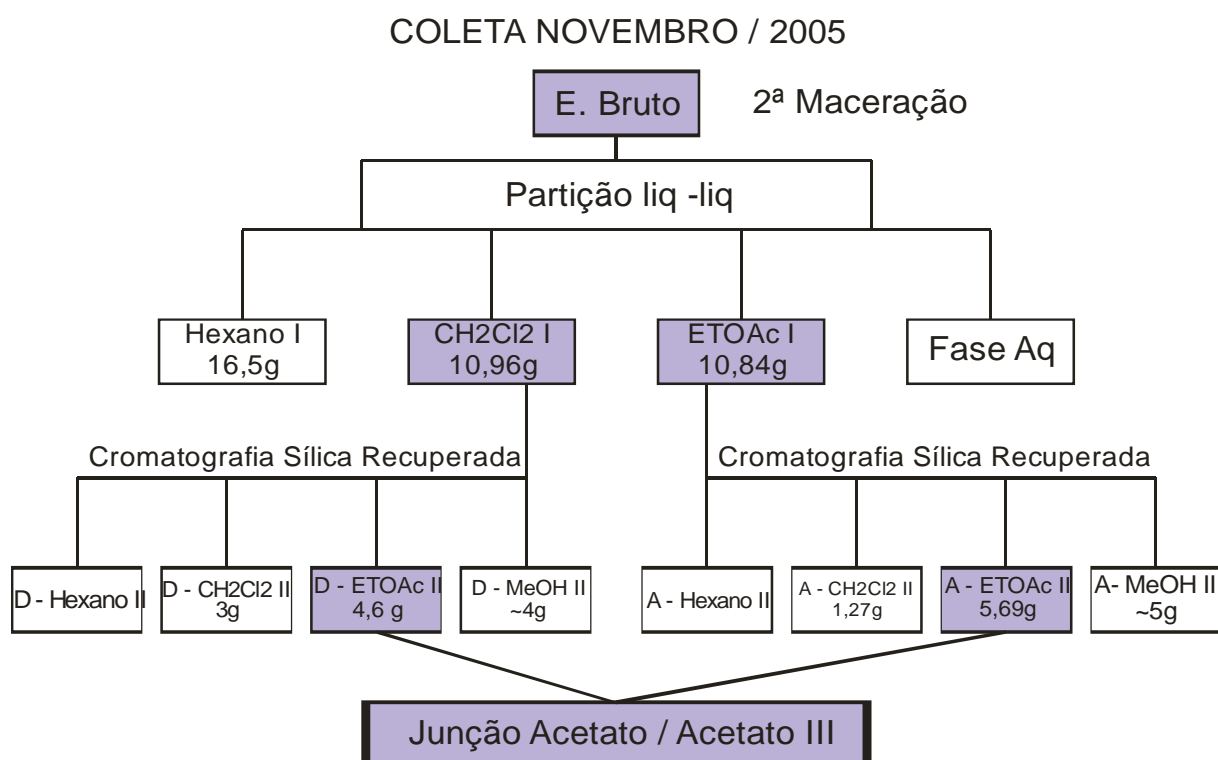 COLETA NOVEMBRO / 2005
E. Bruto
2ª Maceração
Partição liq -liq
Hexano I
16,5g
CH2Cl2 I
10,96g
ETOAc I
10,84g
Fase Aq
Cromatografia Sílica Recuperada
Cromatografia Sílica Recuperada
D - Hexano II
D - CH2Cl2 II
3g
D - ETOAc II
4,6 g
D - MeOH II
~4g
A - Hexano II
A - CH2Cl2 II
1,27g
A - ETOAc II
5,69g
A- MeOH II
~5g
Junção Acetato / Acetato III